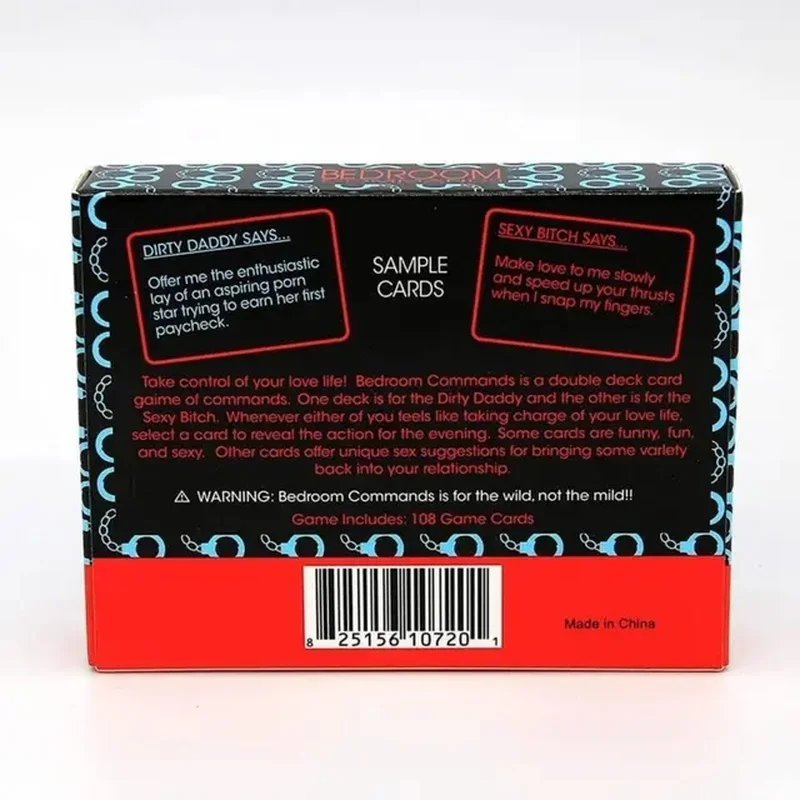 BEDROOM
DIRTY DADDY SAYS...
Offer me the enthusiastic
lay of an aspiring porn
star trying to earn her first
paycheck.
SAMPLE
CARDS
SEXY BITCH SAYS...
Make love to me slowly
and speed up your thrusts
when I snap my fingers.
Take control of your love life! Bedroom Commands is a double deck card
gaime of commands. One deck is for the Dirty Daddy and the other is for the
Sexy Bitch. Whenever either of you feels like taking charge of your love life,
select a card to reveal the action for the evening. Some cards are funny, fun,
and sexy. Other cards offer unique sex suggestions for bringing some variety
back into your relationship.
⚠ WARNING: Bedroom Commands is for the wild, not the mild!!
Game Includes: 108 Game Cards
8 25156 10720 1
Made in China